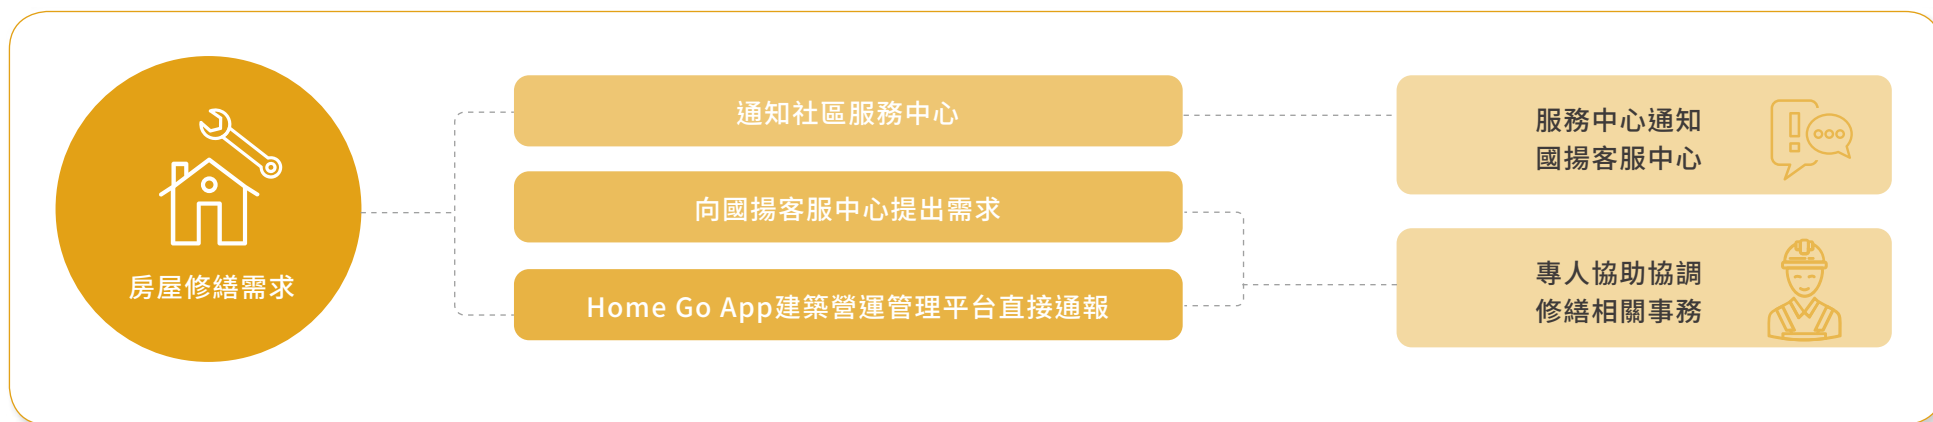 房屋修繕需求
通知社區服務中心
向國揚客服中心提出需求
Home Go App建築營運管理平台直接通報
服務中心通知
國揚客服中心
專人協助協調
修繕相關事務